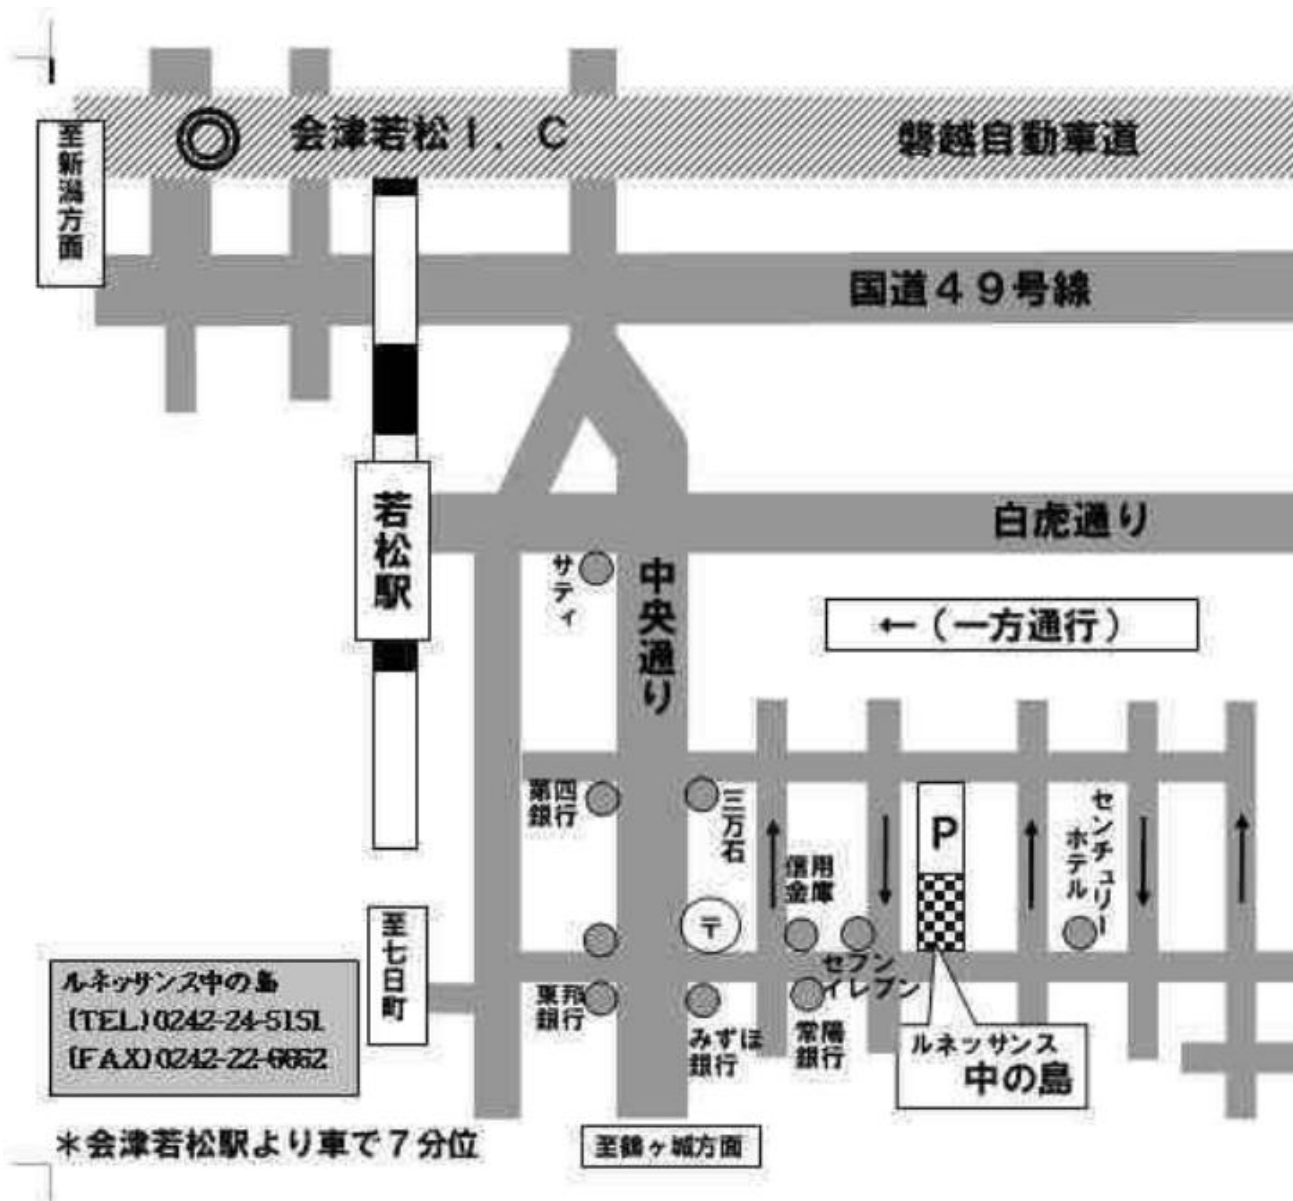 至新潟方面
会津若松Ｉ．Ｃ
磐越自動車道
国道４９号線
若松駅
白虎通り
サティ
中央通り
←（一方通行）
第四
銀行
三万石
P
センチュリー
ホテル
信用
金庫
〒
至七日町
セブン
イレブン
東邦
銀行
みずほ
銀行
常陽
銀行
ルネッサンス
中の島
ルネッサンス中の島
(TEL)0242-24-5151
(FAX)0242-22-6662
＊会津若松駅より車で７分位
至鶴ヶ城方面